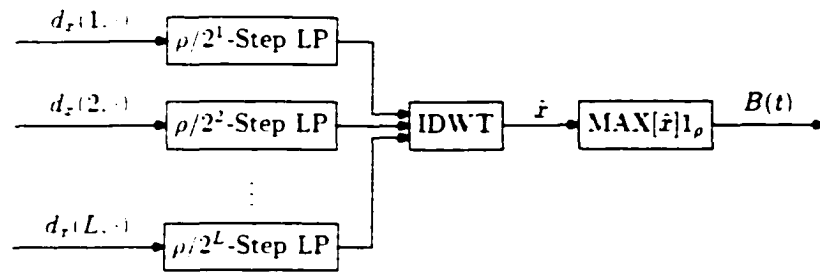 d_x(1, ·)
ρ/2^1-Step LP
d_x(2, ·)
ρ/2^2-Step LP
IDWT
x̂
MAX[x̂]1_ρ
B(t)
⋮
d_x(L, ·)
ρ/2^L-Step LP